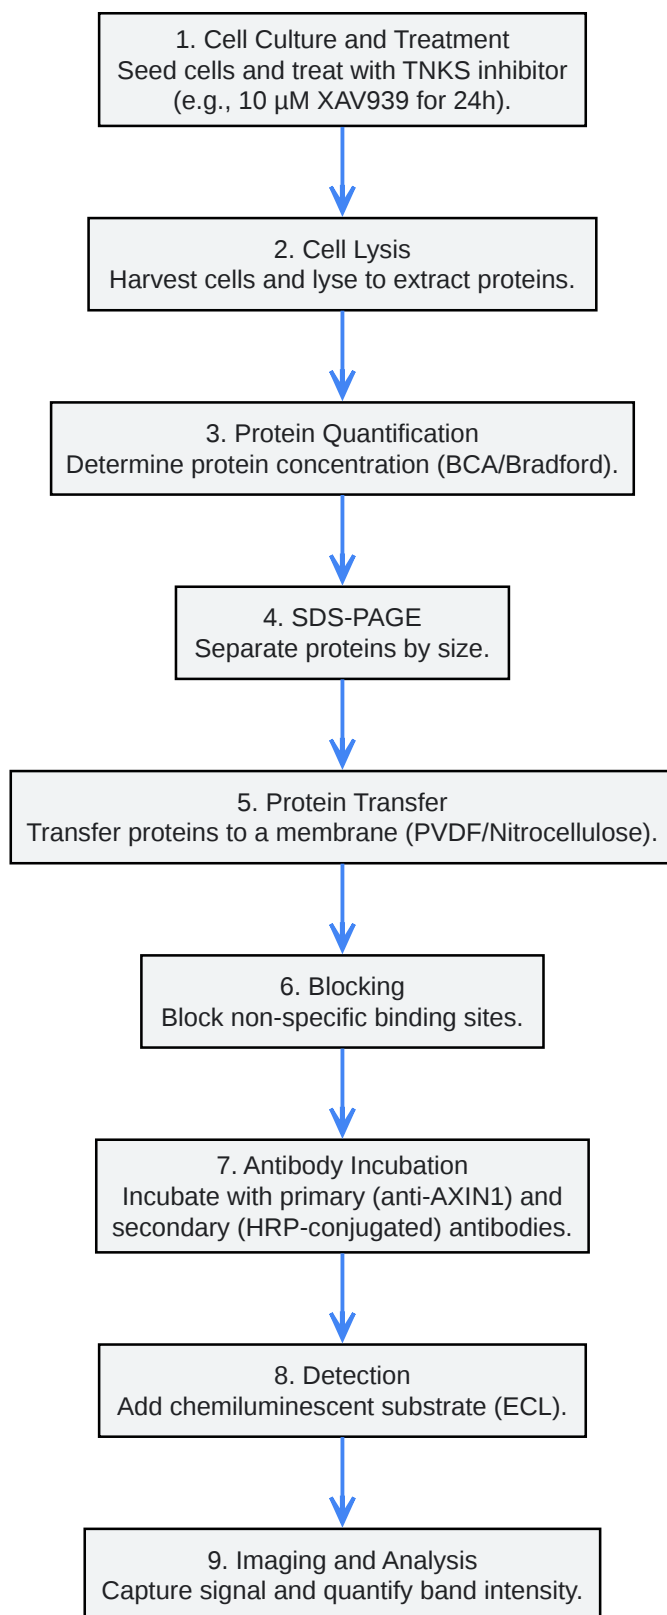 1. Cell Culture and Treatment
Seed cells and treat with TNKS inhibitor
(e.g., 10 µM XAV939 for 24h).
2. Cell Lysis
Harvest cells and lyse to extract proteins.
3. Protein Quantification
Determine protein concentration (BCA/Bradford).
4. SDS-PAGE
Separate proteins by size.
5. Protein Transfer
Transfer proteins to a membrane (PVDF/Nitrocellulose).
6. Blocking
Block non-specific binding sites.
7. Antibody Incubation
Incubate with primary (anti-AXIN1) and
secondary (HRP-conjugated) antibodies.
8. Detection
Add chemiluminescent substrate (ECL).
9. Imaging and Analysis
Capture signal and quantify band intensity.